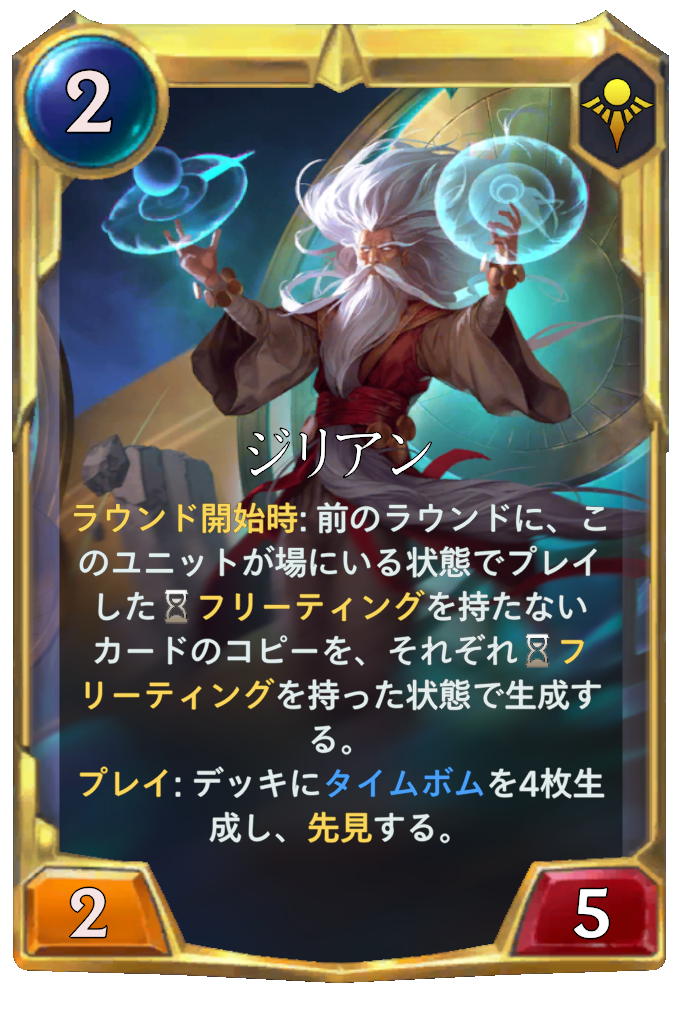 2
ジリアン
ラウンド開始時: 前のラウンドに、こ
のユニットが場にいる状態でプレイ
したフリーティングを持たない
カードのコピーを、それぞれフ
リーティングを持った状態で生成す
る。
プレイ: デッキにタイムボムを4枚生
成し、先見する。
2
5